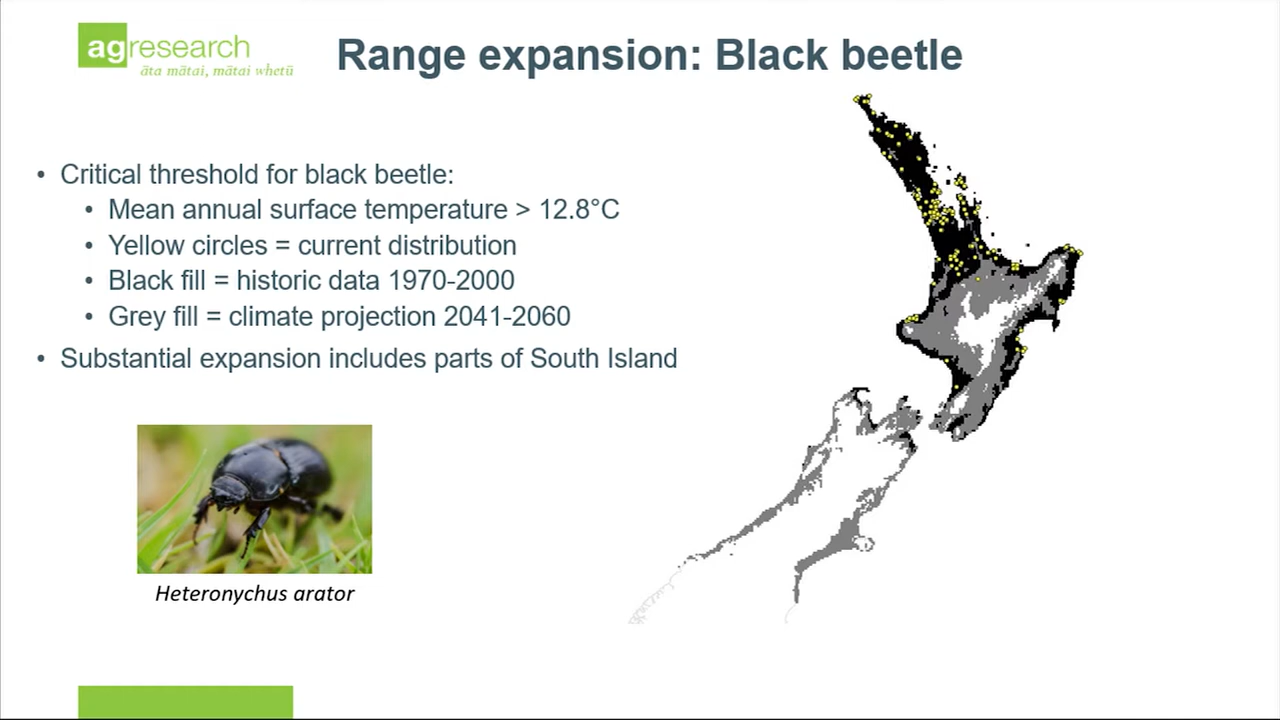 agresearch
āta mātai, mātai whetū
Range expansion: Black beetle
• Critical threshold for black beetle:
• Mean annual surface temperature > 12.8°C
• Yellow circles = current distribution
• Black fill = historic data 1970-2000
• Grey fill = climate projection 2041-2060
• Substantial expansion includes parts of South Island
Heteronychus arator